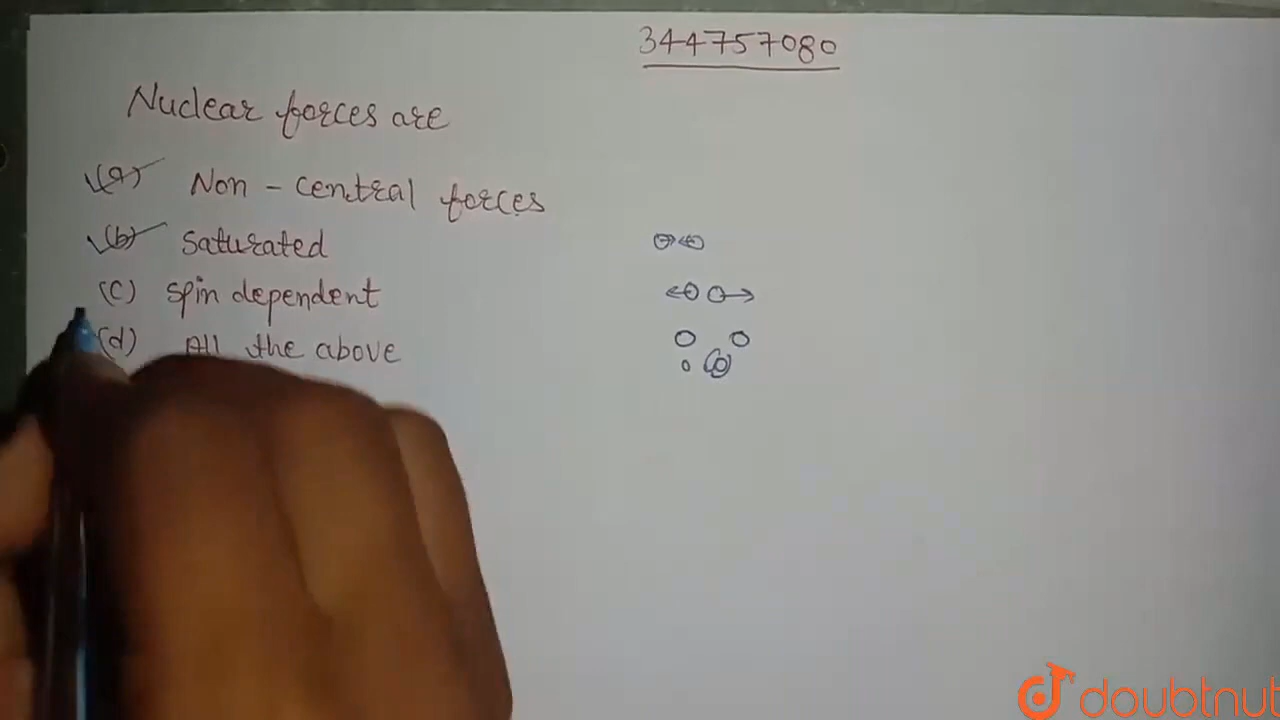 344757080
Nuclear forces are
(a) Non - central forces
(b) saturated
(c) spin dependent
(d) All the above
doubtnut